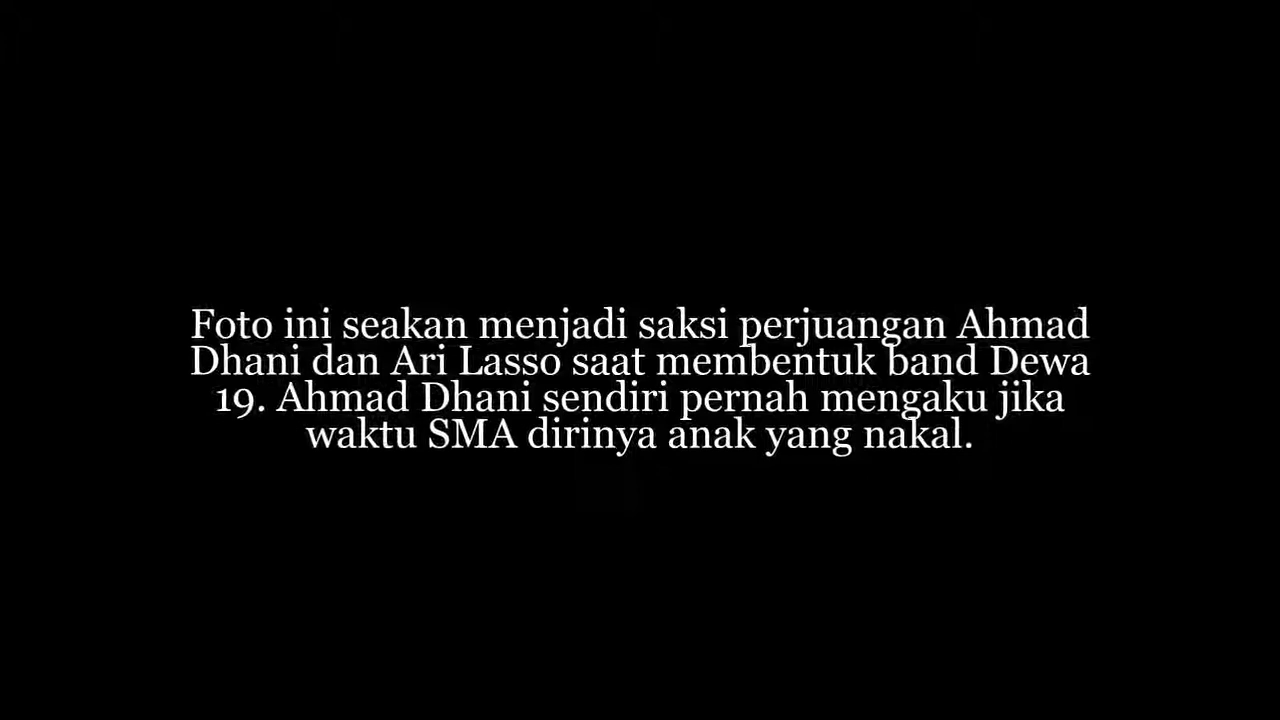 Foto ini seakan menjadi saksi perjuangan Ahmad
Dhani dan Ari Lasso saat membentuk band Dewa
19. Ahmad Dhani sendiri pernah mengaku jika
waktu SMA dirinya anak yang nakal.